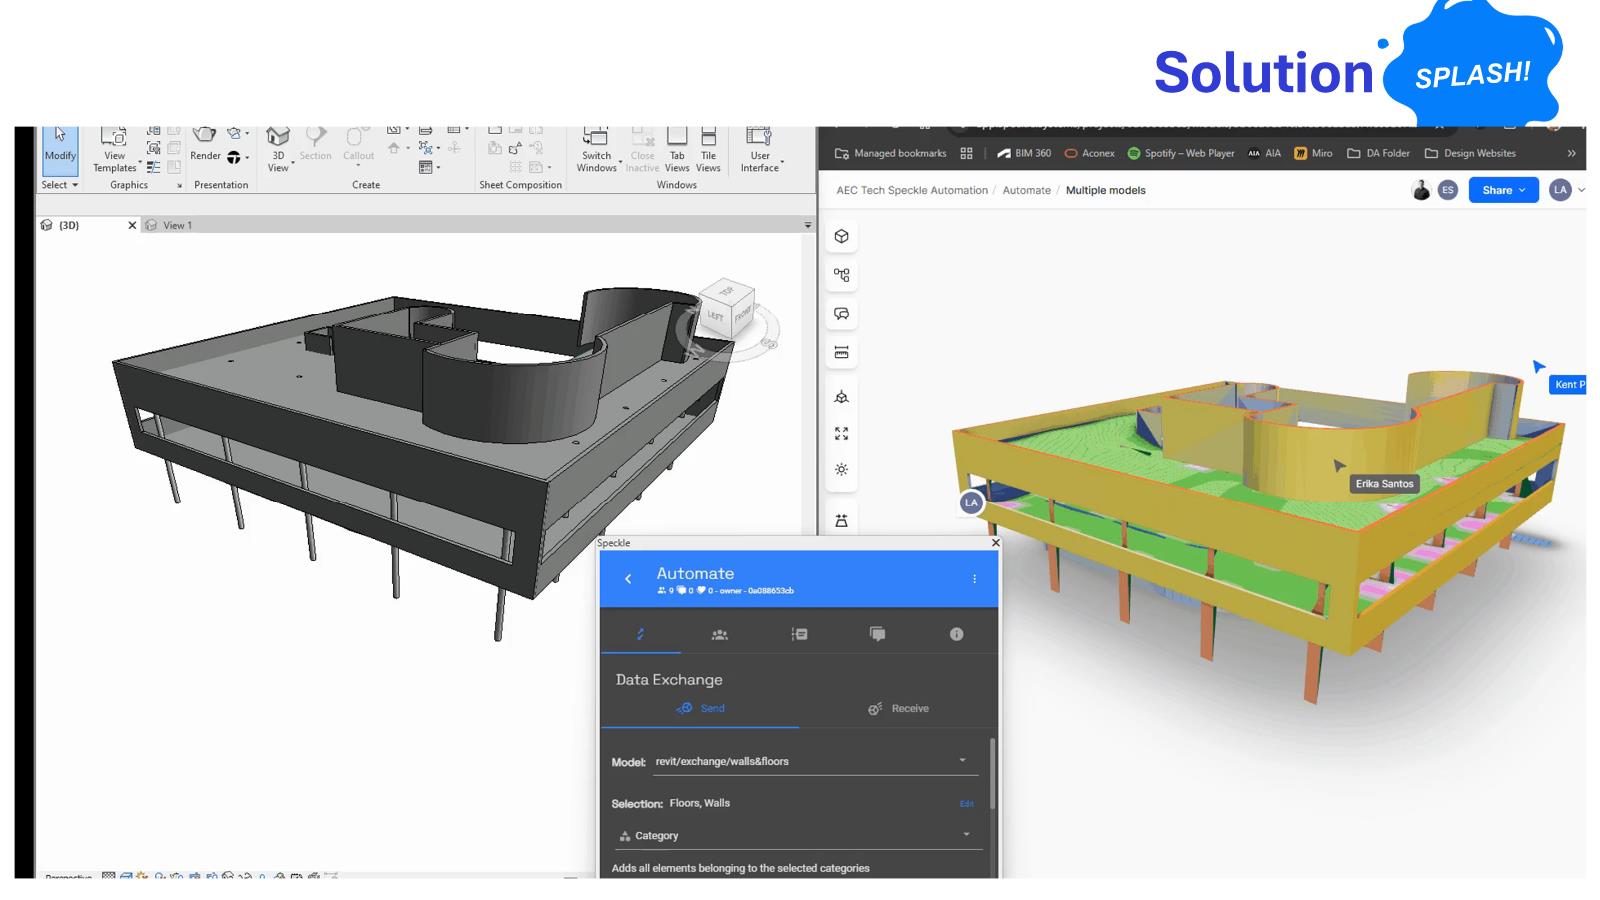 Solution
SPLASH!
Modify
View
Templates
Render
3D
View
Section
Callout
Switch
Windows
Close
Inactive
Tab
Views
Tile
Views
User
Interface
Select
Graphics
Presentation
Create
Sheet Composition
Windows
{3D}
View 1
TOP
LEFT
FRONT
Managed bookmarks
BIM 360
Aconex
Spotify – Web Player
AIA
AIA
Miro
DA Folder
Design Websites
AEC Tech Speckle Automation / Automate / Multiple models
ES
Share
LA
Kent P
Erika Santos
LA
Speckle
Automate
9 0 0 - owner - 0a088653cb
Data Exchange
Send
Receive
Model: revit/exchange/walls&floors
Selection: Floors, Walls
Edit
Category
Adds all elements belonging to the selected categories
Perspective